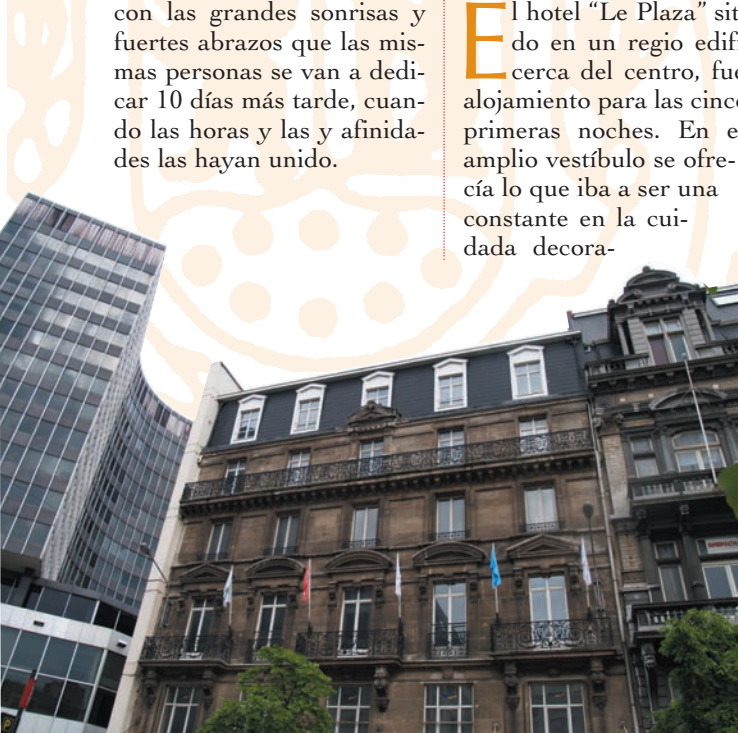 con las grandes sonrisas y
fuertes abrazos que las mis-
mas personas se van a dedi-
car 10 días más tarde, cuan-
do las horas y las y afinida-
des las hayan unido.
El hotel “Le Plaza” sit
do en un regio edifi
cerca del centro, fue
alojamiento para las cinco
primeras noches. En e
amplio vestíbulo se ofre-
cía lo que iba a ser una
constante en la cui-
dada decora-
P